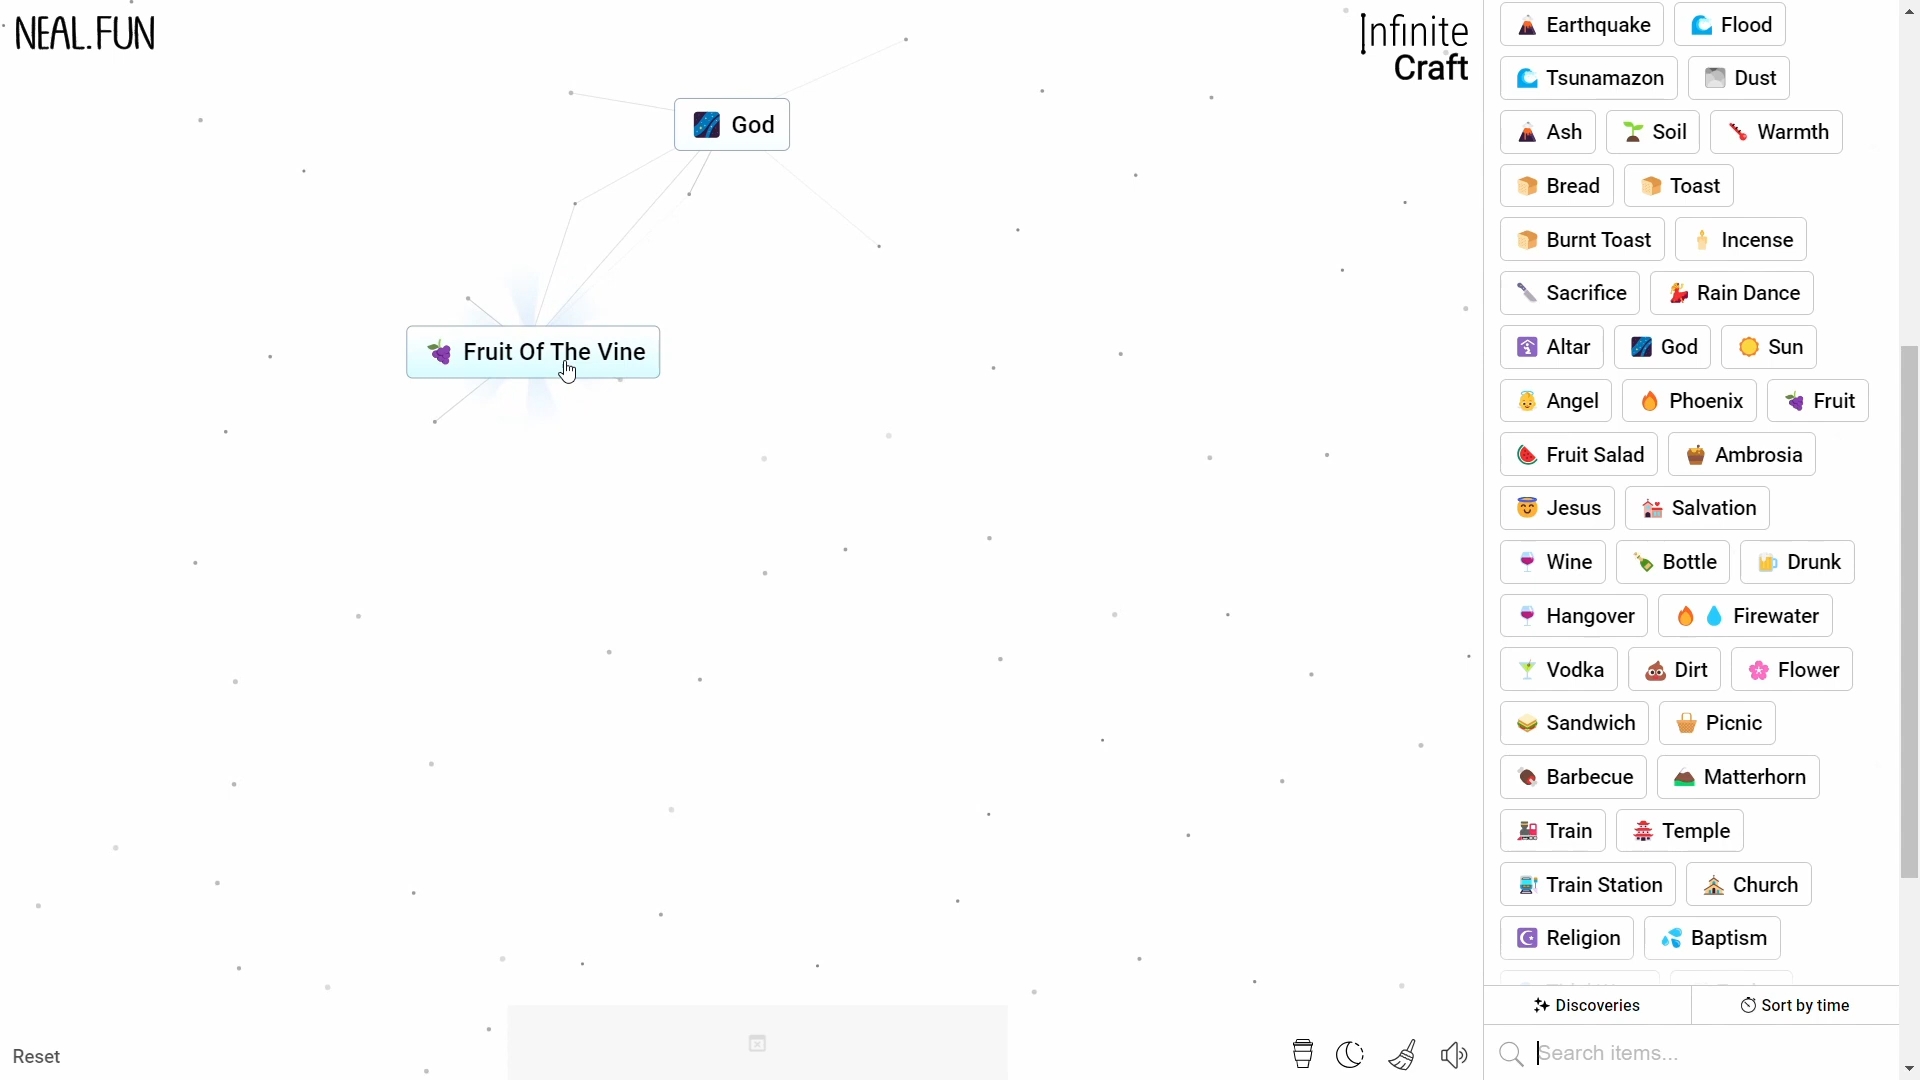 NEAL.FUN
Infinite
Craft
God
Fruit Of The Vine
Reset
Earthquake Flood
Tsunamazon Dust
Ash Soil Warmth
Bread Toast
Burnt Toast Incense
Sacrifice Rain Dance
Altar God Sun
Angel Phoenix Fruit
Fruit Salad Ambrosia
Jesus Salvation
Wine Bottle Drunk
Hangover Firewater
Vodka Dirt Flower
Sandwich Picnic
Barbecue Matterhorn
Train Temple
Train Station Church
Religion Baptism
Discoveries Sort by time
Search items...